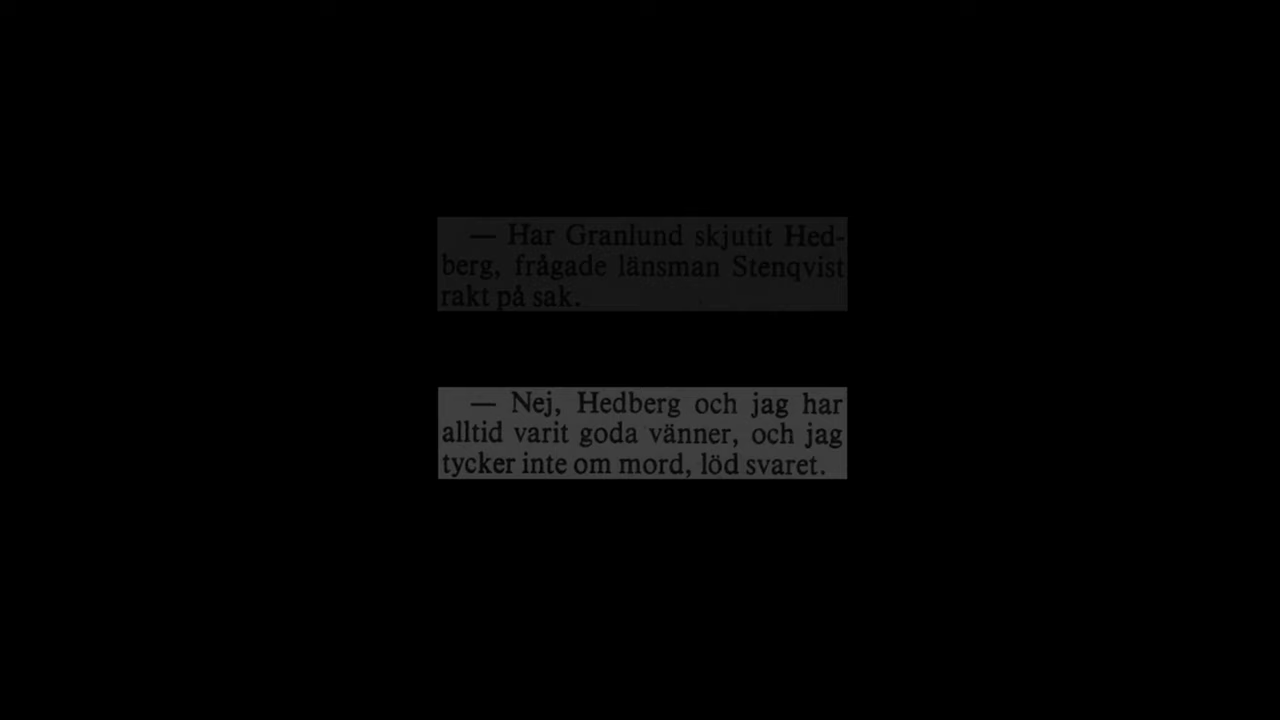 — Har Granlund skjutit Hed-
berg, frågade länsman Stenqvist
rakt på sak.
— Nej, Hedberg och jag har
alltid varit goda vänner, och jag
tycker inte om mord, löd svaret.